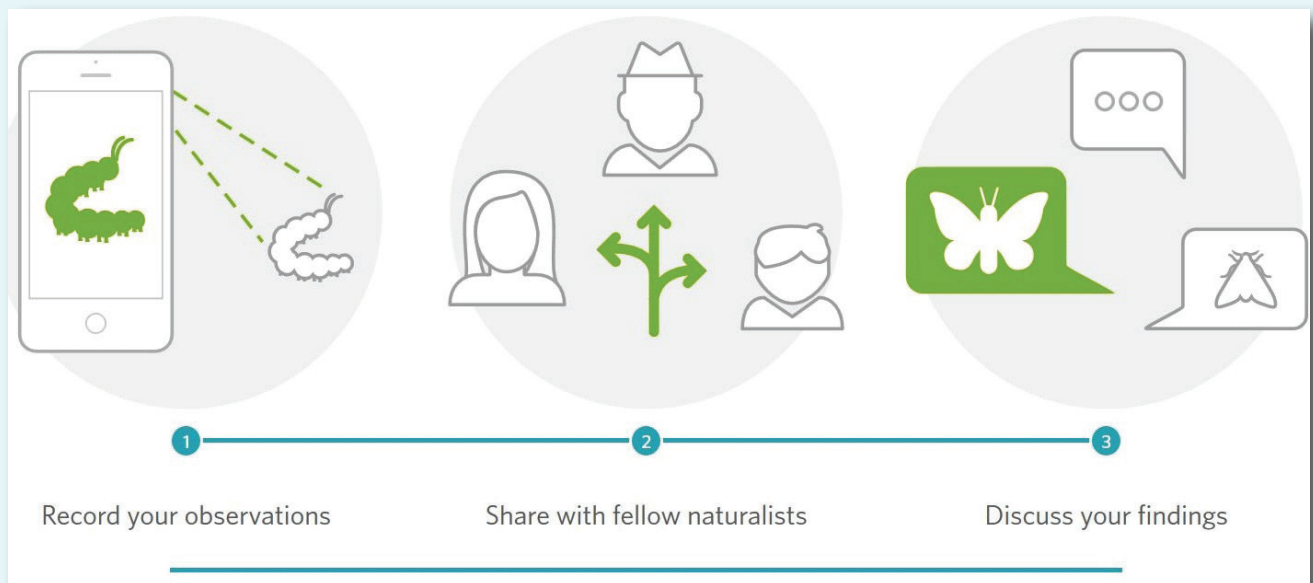 1
2
3
Record your observations
Share with fellow naturalists
Discuss your findings